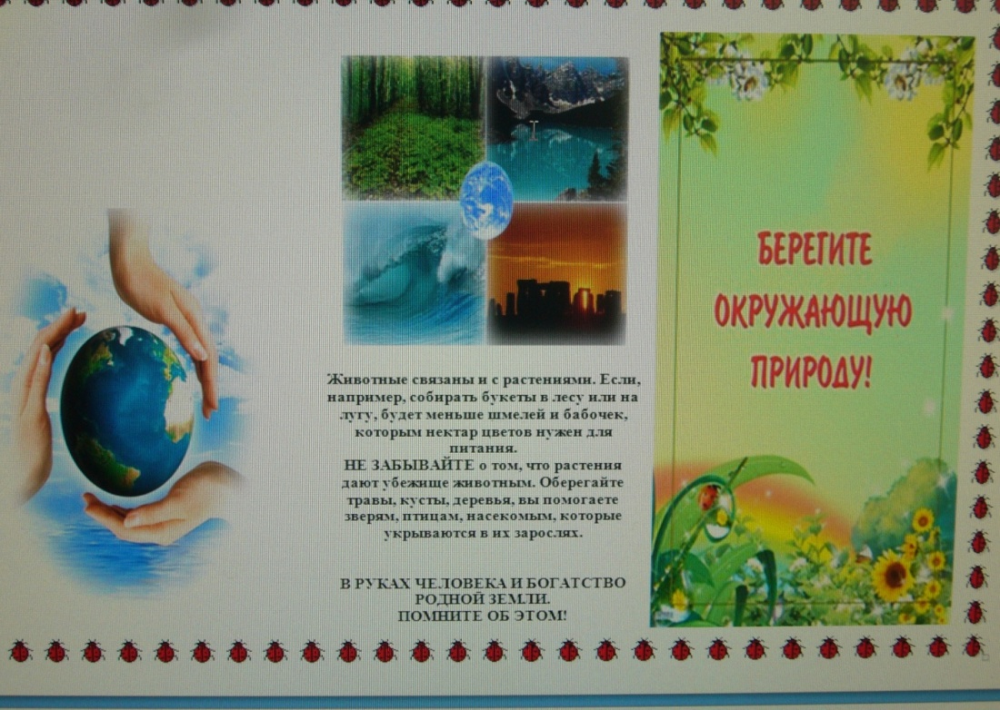 Животные связаны и с растениями. Если,
например, собирать букеты в лесу или на
лугу, будет меньше шмелей и бабочек,
которым нектар цветов нужен для
питания.
НЕ ЗАБЫВАЙТЕ о том, что растения
дают убежище животным. Оберегайте
травы, кусты, деревья, вы помогаете
зверям, птицам, насекомым, которые
укрываются в их зарослях.
В РУКАХ ЧЕЛОВЕКА И БОГАТСТВО
РОДНОЙ ЗЕМЛИ.
ПОМНИТЕ ОБ ЭТОМ!
БЕРЕГИТЕ
ОКРУЖАЮЩУЮ
ПРИРОДУ!